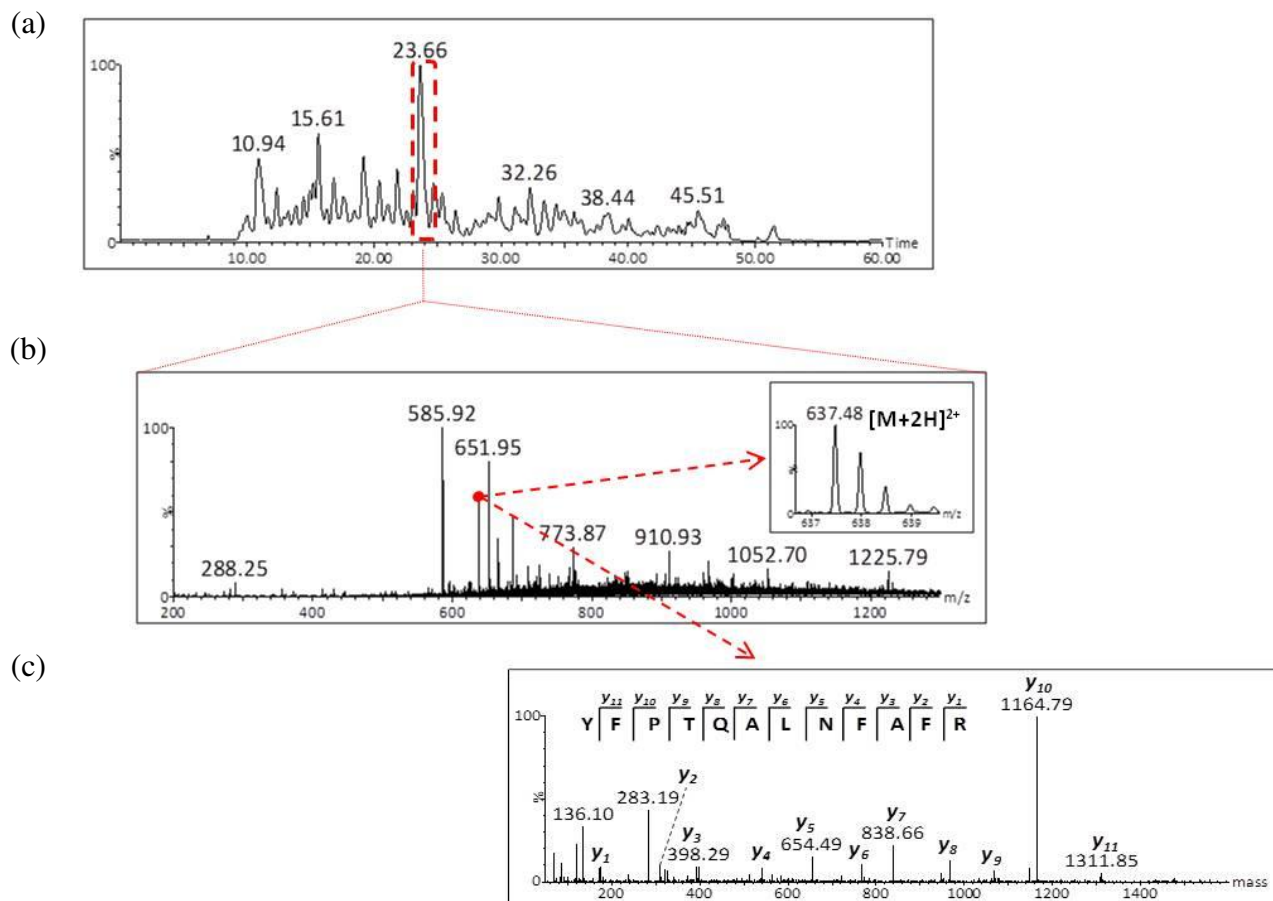 (a)
23.66
100
15.61
10.94
%
32.26
38.44
45.51
0
Time
10.00 20.00 30.00 40.00 50.00 60.00
(b)
585.92
637.48 [M+2H]2+
100
%
0
637 638 639
m/z
100
651.95
%
773.87
910.93
1052.70
1225.79
288.25
0
m/z
200 400 600 800 1000 1200
(c)
y10
1164.79
y11 y10 y9 y8 y7 y6 y5 y4 y3 y2 y1
Y F P T Q A L N F A F R
100
y2
283.19
136.10
%
y1
y3
398.29
y4
y5
654.49
y6
y7
838.66
y8
y9
y11
1311.85
0
200 400 600 800 1000 1200 1400
mass